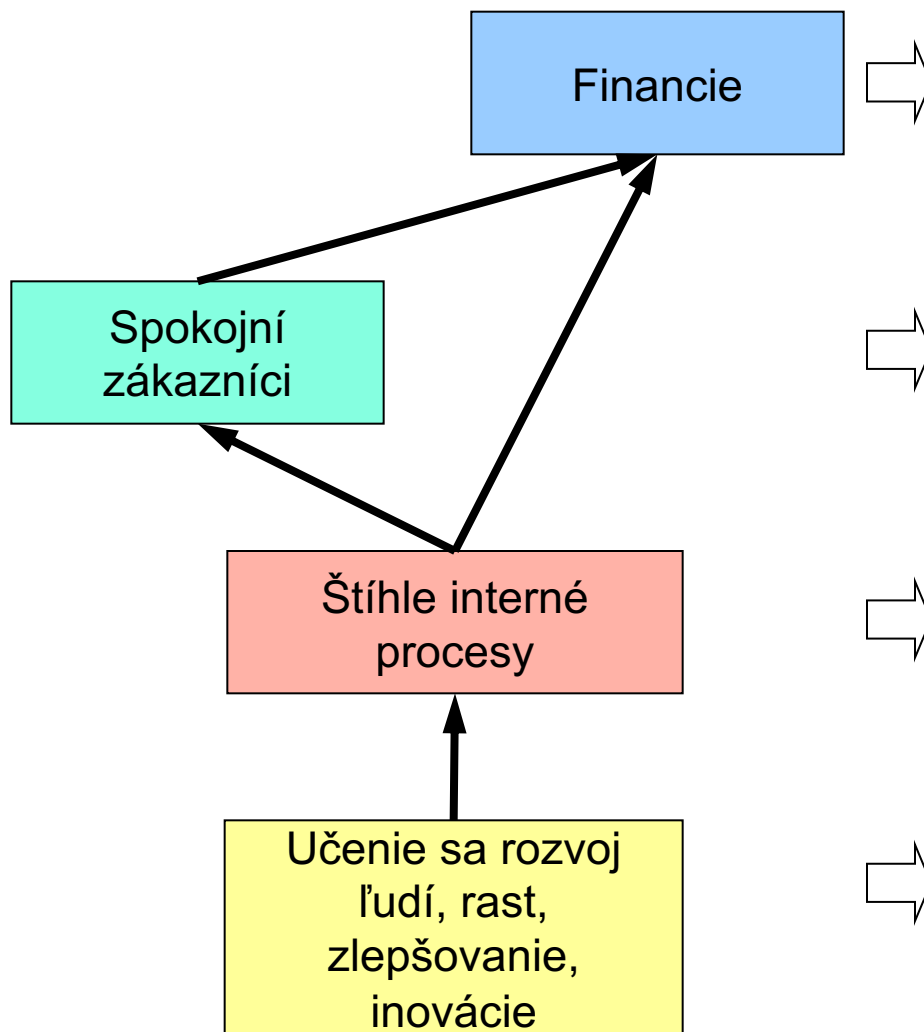 Financie
Spokojní
zákazníci
Štíhle interné
procesy
Učenie sa rozvoj
ľudí, rast,
zlepšovanie,
inovácie